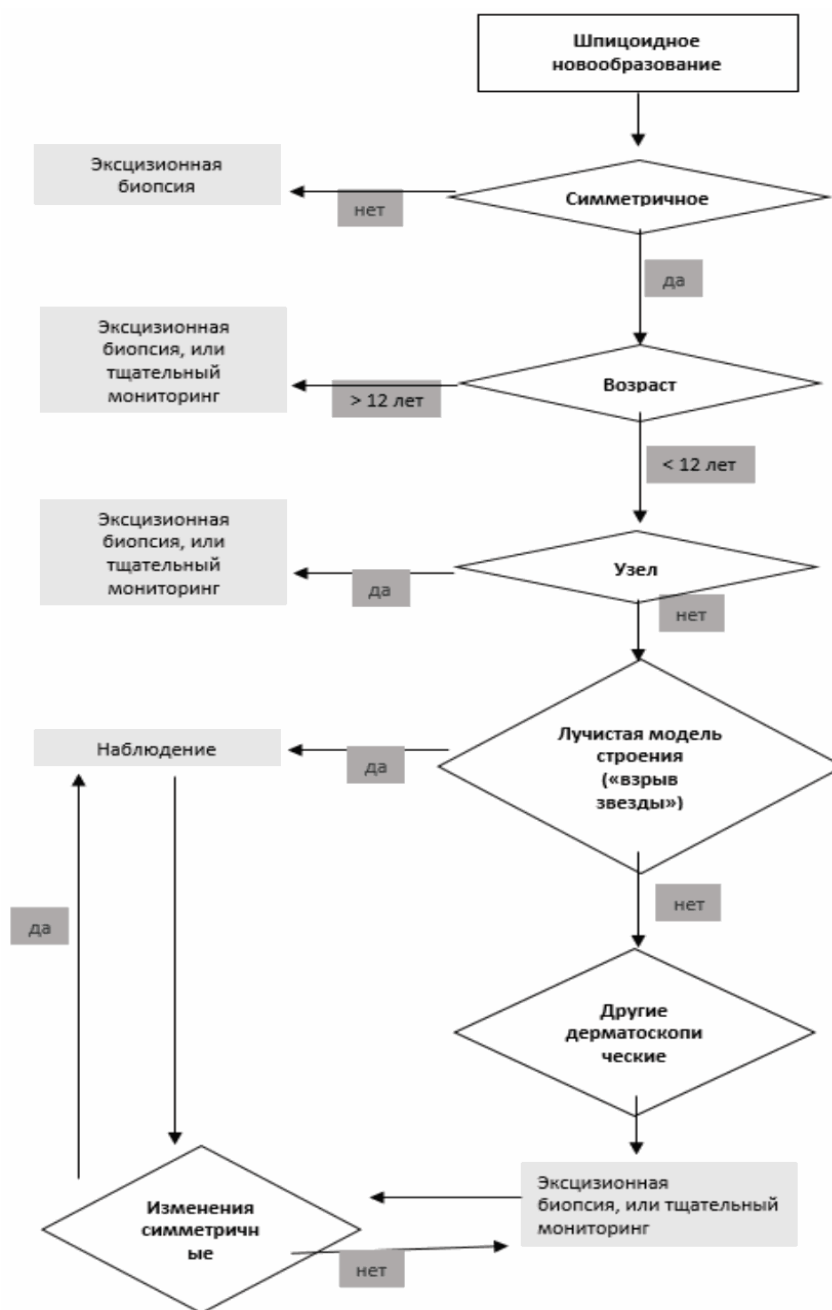 Шпицоидное
новообразование
Эксцизионная
биопсия
Симметричное
нет
да
Эксцизионная
биопсия, или
тщательный
мониторинг
Возраст
> 12 лет
< 12 лет
Эксцизионная
биопсия, или
тщательный
мониторинг
Узел
да
нет
Лучистая модель
строения
(«взрыв
звезды»)
Наблюдение
да
нет
да
Другие
дерматоскопи
ческие
Эксцизионная
биопсия, или тщательный
мониторинг
Изменения
симметричн
ые
нет